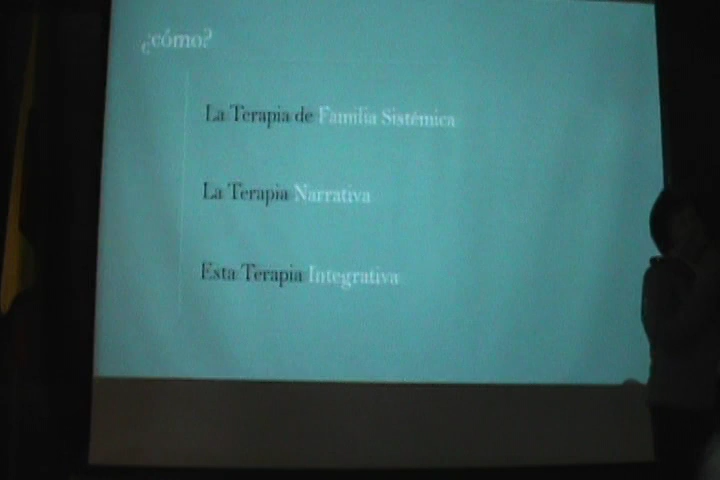 ¿cómo?
La Terapia de Familia Sistémica
La Terapia Narrativa
Esta Terapia Integrativa